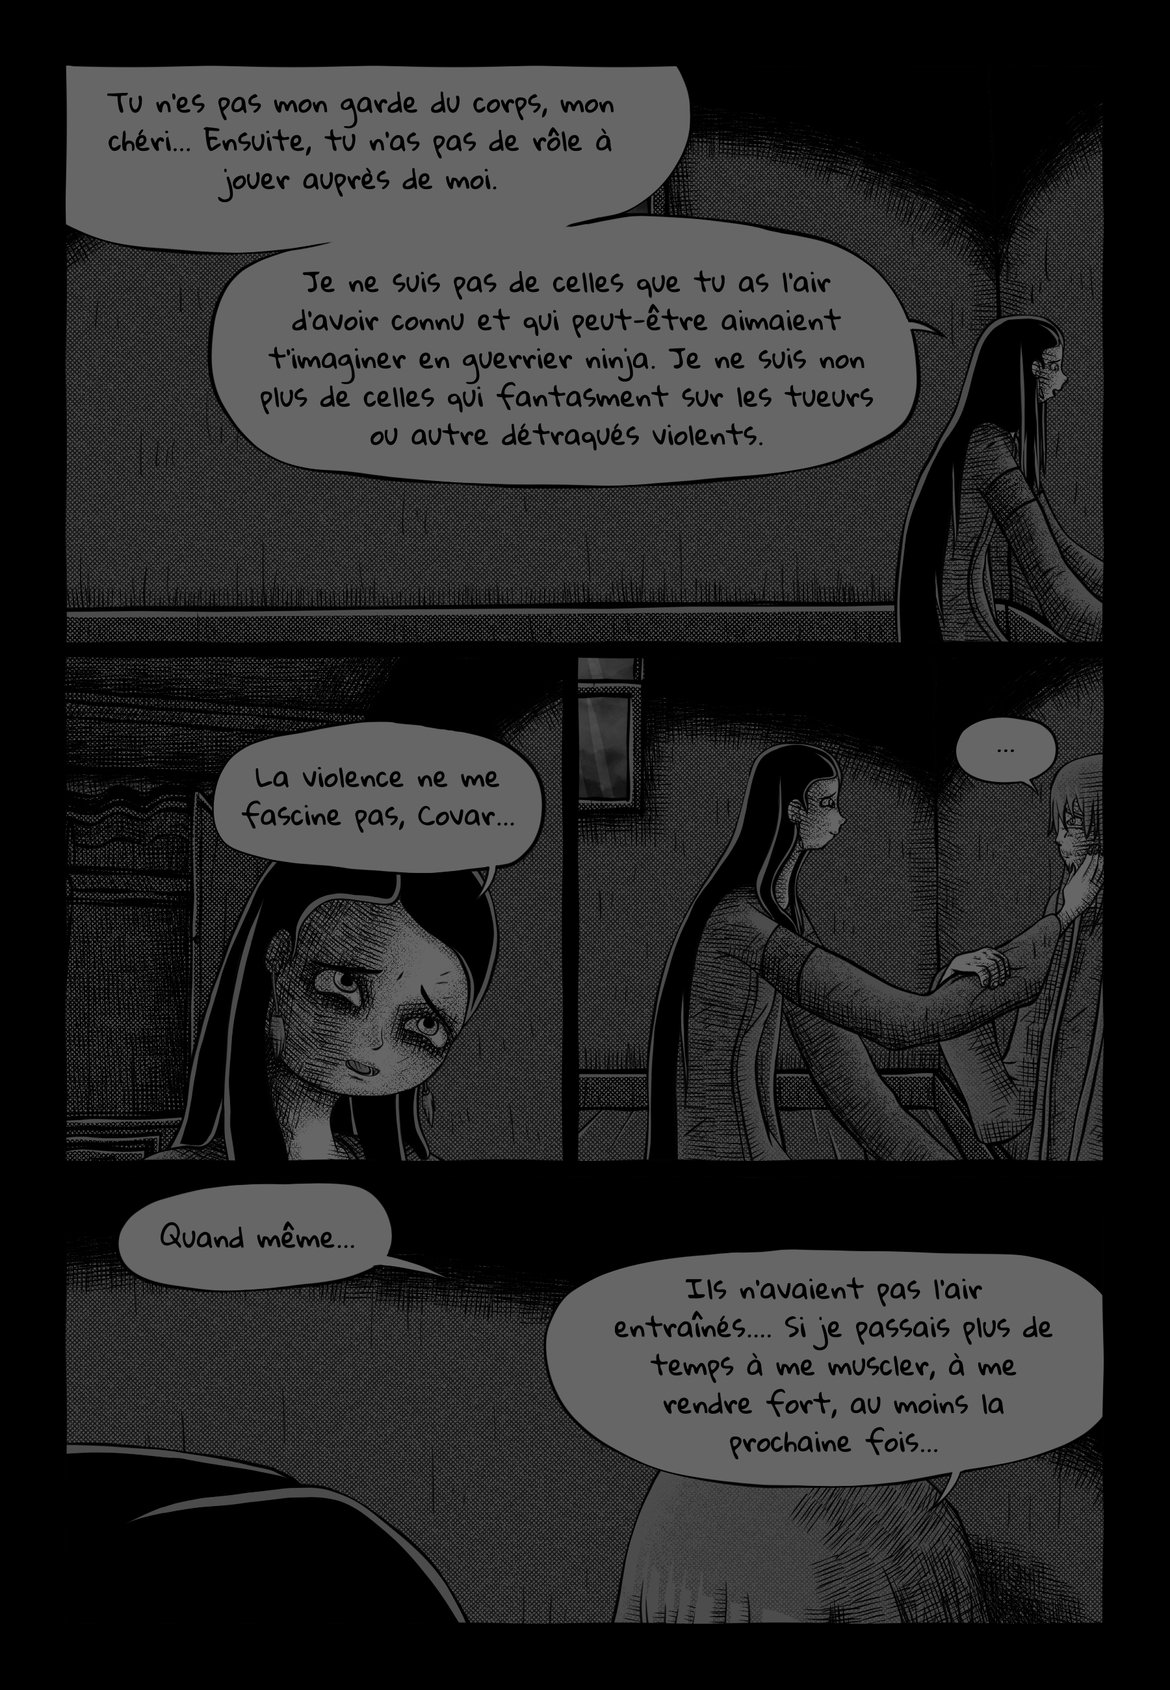 Tu n'es pas mon garde du corps, mon
chéri... Ensuite, tu n'as pas de rôle à
jouer auprès de moi.
Je ne suis pas de celles que tu as l'air
d'avoir connu et qui peut-être aimaient
t'imaginer en guerrier ninja. Je ne suis non
plus de celles qui fantasment sur les tueurs
ou autre détraqués violents.
La violence ne me
fascine pas, Covar...
...
Quand même...
Ils n'avaient pas l'air
entraînés.... Si je passais plus de
temps à me muscler, à me
rendre fort, au moins la
prochaine fois...